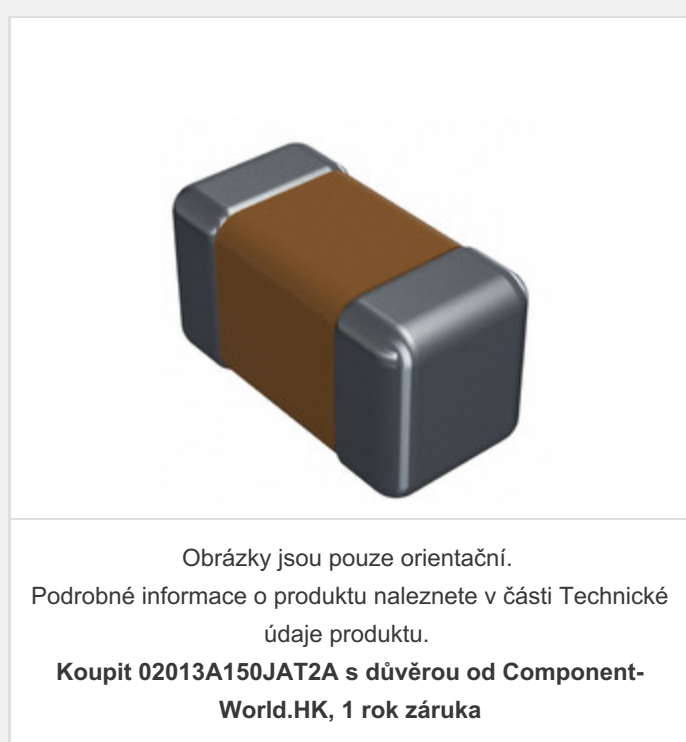 Obrázky jsou pouze orientační.
Podrobné informace o produktu naleznete v části Technické
údaje produktu.
Koupit 02013A150JAT2A s důvěrou od Component-
World.HK, 1 rok záruka